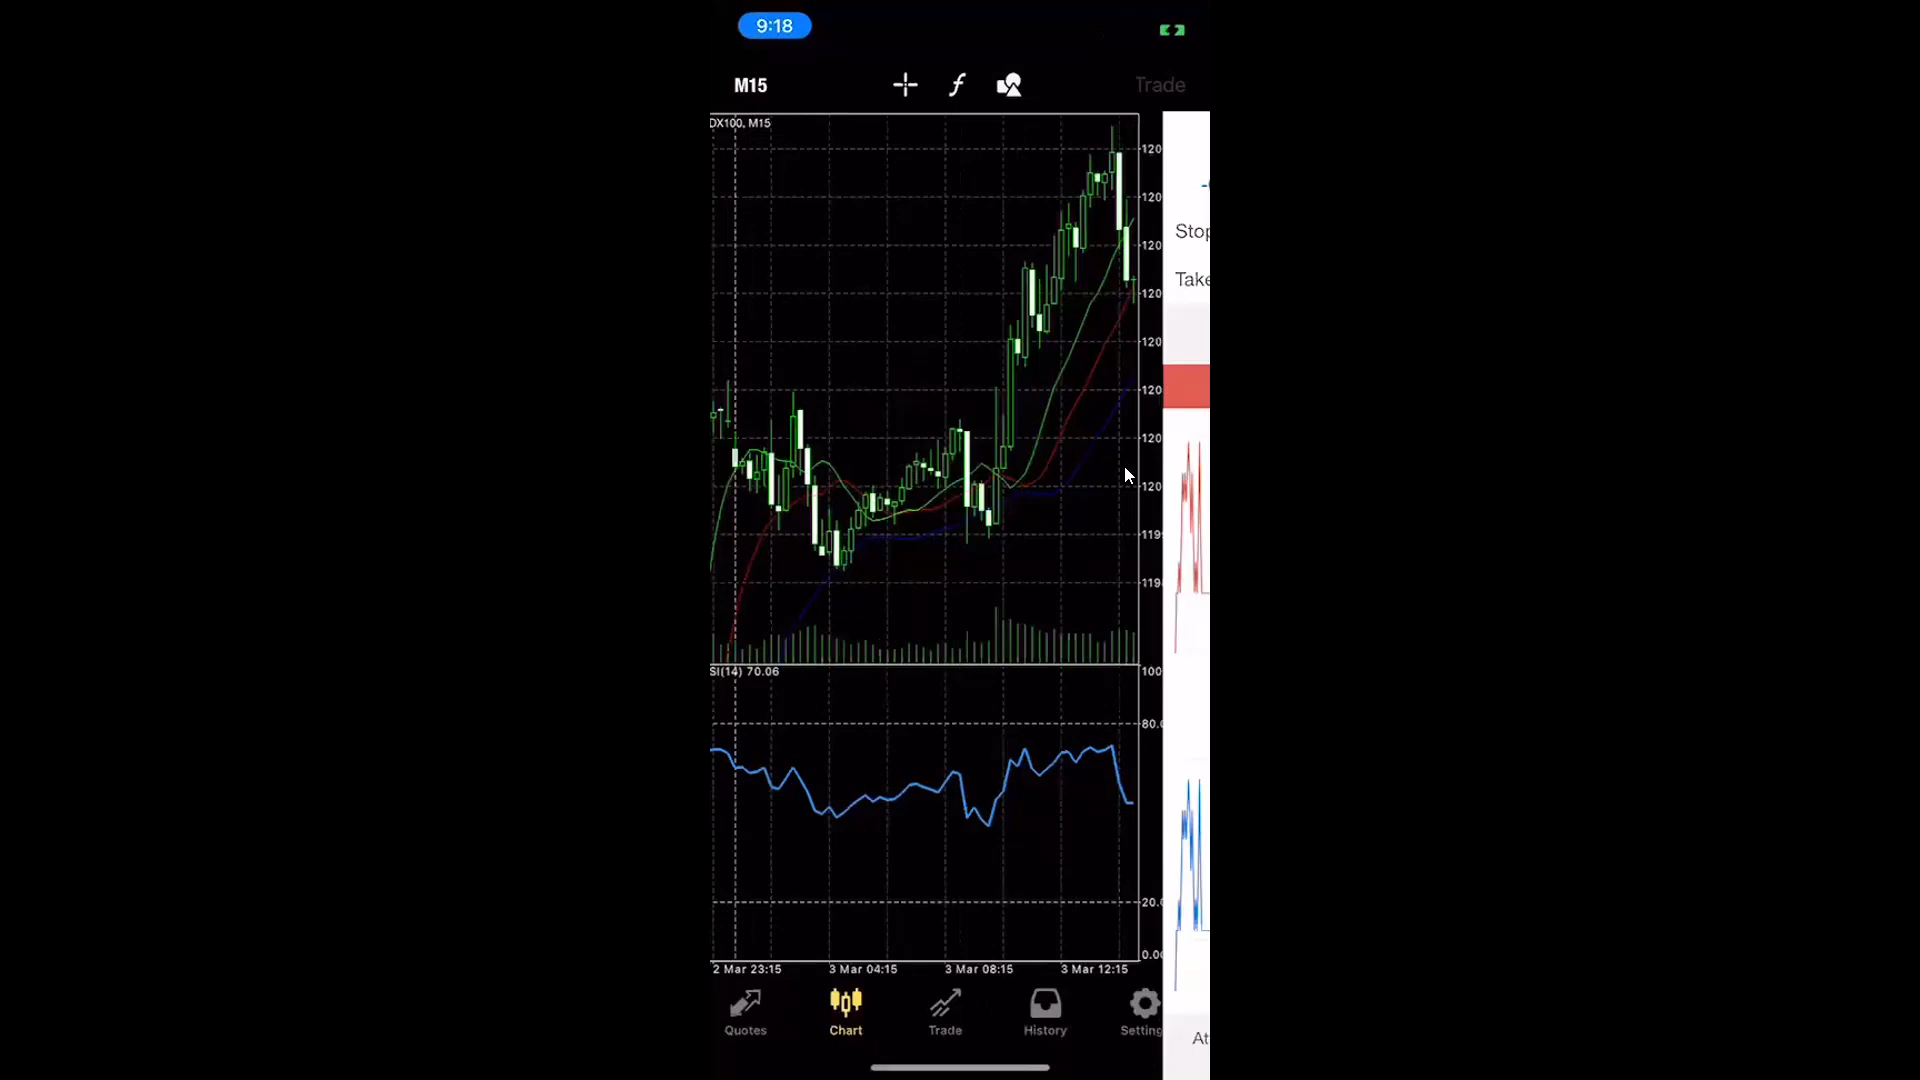 9:18
M15
Trade
DX100, M15
120
120
Stop
120
Take
120
120
120
120
120
119
119
SI(14) 70.06
100
80.0
20.0
0.00
2 Mar 23:15
3 Mar 04:15
3 Mar 08:15
3 Mar 12:15
Quotes
Chart
Trade
History
Setting
At